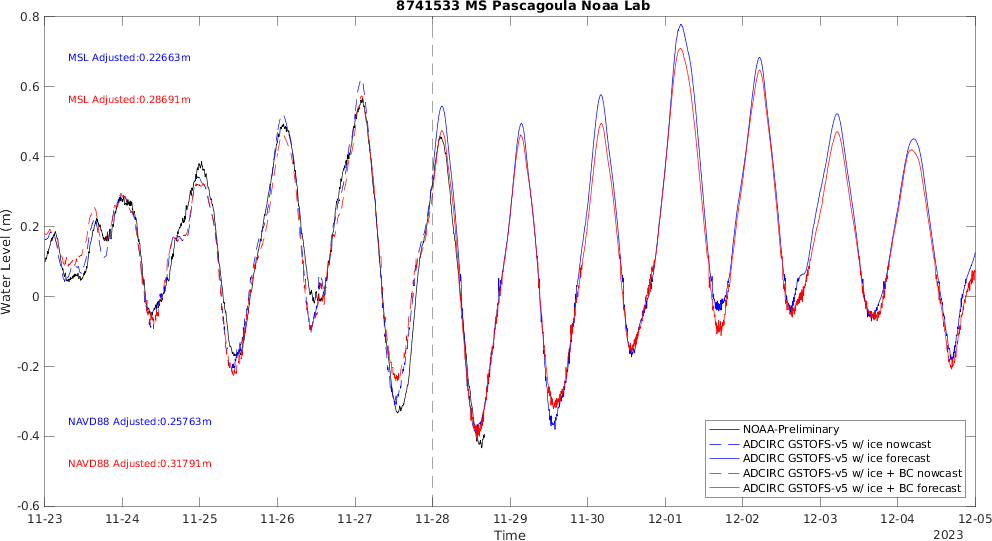 8741533 MS Pascagoula Noaa Lab
Water Level (m)
0.8
0.6
0.4
0.2
0
-0.2
-0.4
-0.6
MSL Adjusted:0.22663m
MSL Adjusted:0.28691m
NAVD88 Adjusted:0.25763m
NAVD88 Adjusted:0.31791m
NOAA-Preliminary
ADCIRC GSTOFS-v5 w/ ice nowcast
ADCIRC GSTOFS-v5 w/ ice forecast
ADCIRC GSTOFS-v5 w/ ice + BC nowcast
ADCIRC GSTOFS-v5 w/ ice + BC forecast
11-23 11-24 11-25 11-26 11-27 11-28 11-29 11-30 12-01 12-02 12-03 12-04 12-05
Time
2023